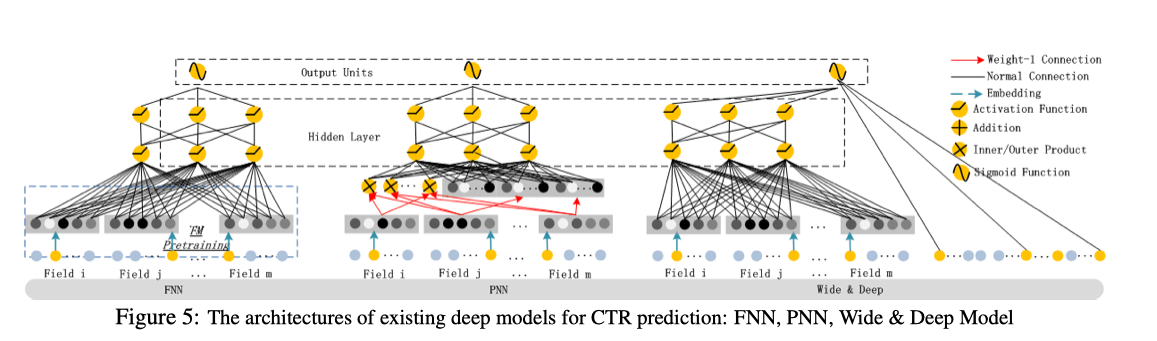 Output Units
Hidden Layer
Weight-1 Connection
Normal Connection
Embedding
Activation Function
Addition
Inner/Outer Product
Sigmoid Function
FM
Pretraining
...
...
...
Field i
Field j
...
Field m
Field i
Field j
...
Field m
Field i
Field j
...
Field m
FNN
PNN
Wide & Deep
Figure 5: The architectures of existing deep models for CTR prediction: FNN, PNN, Wide & Deep Model